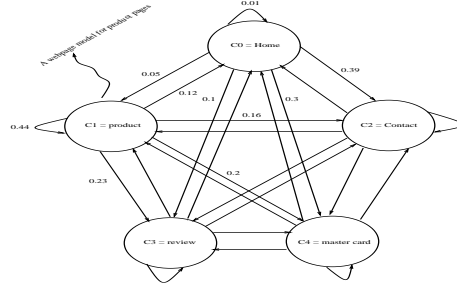 0.01
A webpage model for product pages
C0 = Home
0.39
0.05
0.12
0.1
0.3
0.16
0.44
C1 = product
C2 = Contact
0.2
0.23
C3 = review
C4 = master card